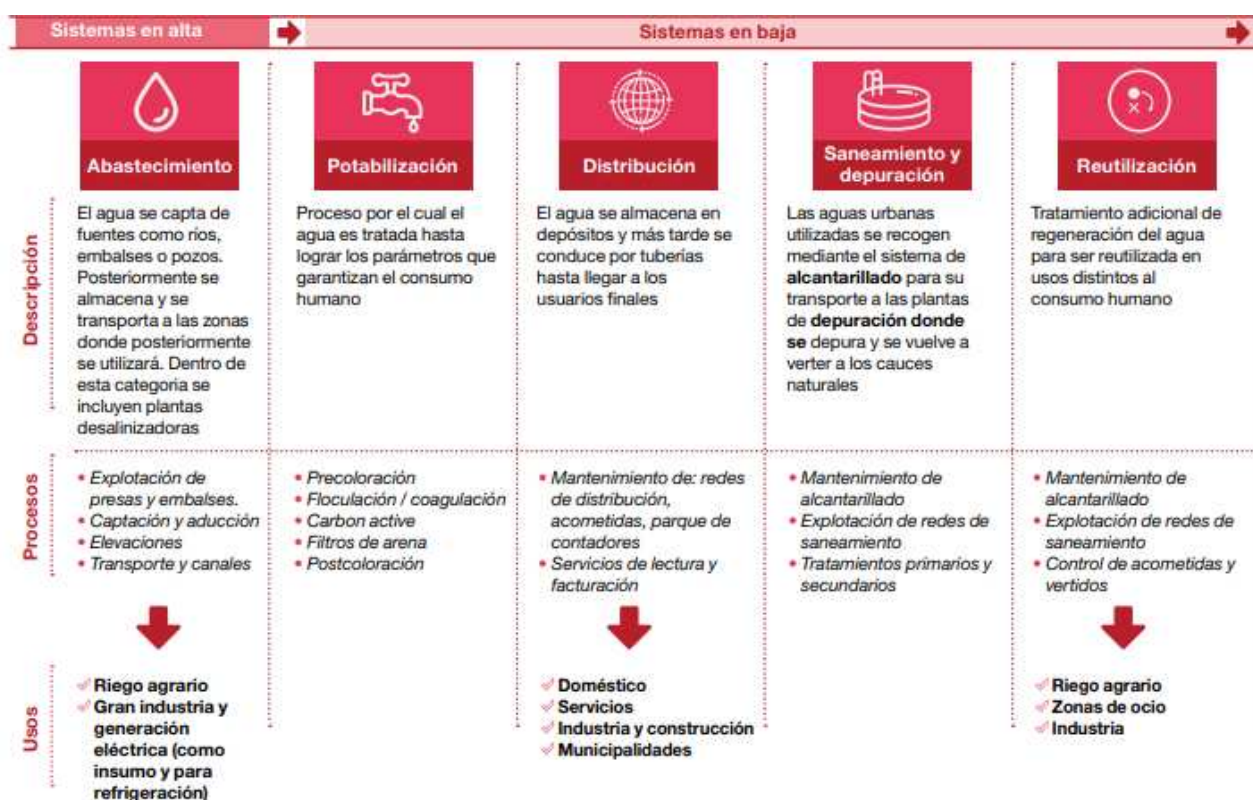 Sistemas en alta
Sistemas en baja
Abastecimiento
Potabilización
Distribución
Saneamiento y
depuración
Reutilización
Descripción
El agua se capta de
fuentes como ríos,
embalses o pozos.
Posteriormente se
almacena y se
transporta a las zonas
donde posteriormente
se utilizará. Dentro de
esta categoria se
incluyen plantas
desalinizadoras
Proceso por el cual el
agua es tratada hasta
lograr los parámetros que
garantizan el consumo
humano
El agua se almacena en
depósitos y más tarde se
conduce por tuberías
hasta llegar a los
usuarios finales
Las aguas urbanas
utilizadas se recogen
mediante el sistema de
alcantarillado para su
transporte a las plantas
de depuración donde
se depura y se vuelve a
verter a los cauces
naturales
Tratamiento adicional de
regeneración del agua
para ser reutilizada en
usos distintos al
consumo humano
Procesos
• Explotación de
presas y embalses.
• Captación y aducción
• Elevaciones
• Transporte y canales
• Precoloración
• Floculación / coagulación
• Carbon active
• Filtros de arena
• Postcoloración
• Mantenimiento de: redes
de distribución,
acometidas, parque de
contadores
• Servicios de lectura y
facturación
• Mantenimiento de
alcantarillado
• Explotación de redes de
saneamiento
• Tratamientos primarios y
secundarios
• Mantenimiento de
alcantarillado
• Explotación de redes de
saneamiento
• Control de acometidas y
vertidos
Usos
Riego agrario
Gran industria y
generación
eléctrica (como
insumo y para
refrigeración)
Doméstico
Servicios
Industria y construcción
Municipalidades
Riego agrario
Zonas de ocio
Industria